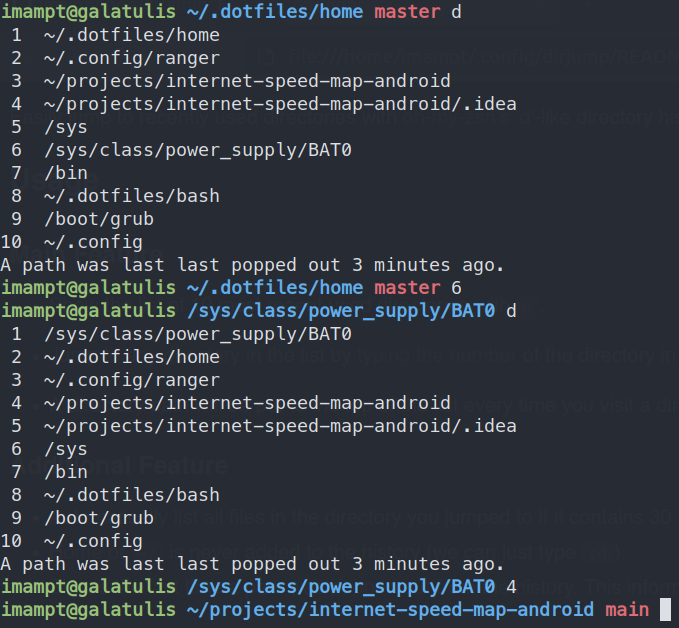 imampt@galatulis ~/.dotfiles/home master d
1 ~/.dotfiles/home
2 ~/.config/ranger
3 ~/projects/internet-speed-map-android
4 ~/projects/internet-speed-map-android/.idea
5 /sys
6 /sys/class/power_supply/BAT0
7 /bin
8 ~/.dotfiles/bash
9 /boot/grub
10 ~/.config
A path was last last popped out 3 minutes ago.
imampt@galatulis ~/.dotfiles/home master 6
imampt@galatulis /sys/class/power_supply/BAT0 d
1 /sys/class/power_supply/BAT0
2 ~/.dotfiles/home
3 ~/.config/ranger
4 ~/projects/internet-speed-map-android
5 ~/projects/internet-speed-map-android/.idea
6 /sys
7 /bin
8 ~/.dotfiles/bash
9 /boot/grub
10 ~/.config
A path was last last popped out 3 minutes ago.
imampt@galatulis /sys/class/power_supply/BAT0 4
imampt@galatulis ~/projects/internet-speed-map-android main